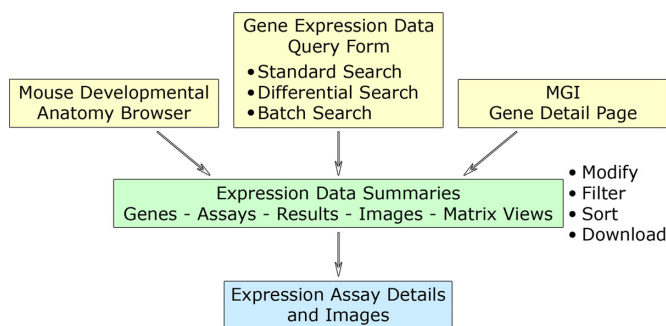 Gene Expression Data
Query Form
• Standard Search
• Differential Search
• Batch Search
Mouse Developmental
Anatomy Browser
MGI
Gene Detail Page
Expression Data Summaries
Genes - Assays - Results - Images - Matrix Views
• Modify
• Filter
• Sort
• Download
Expression Assay Details
and Images